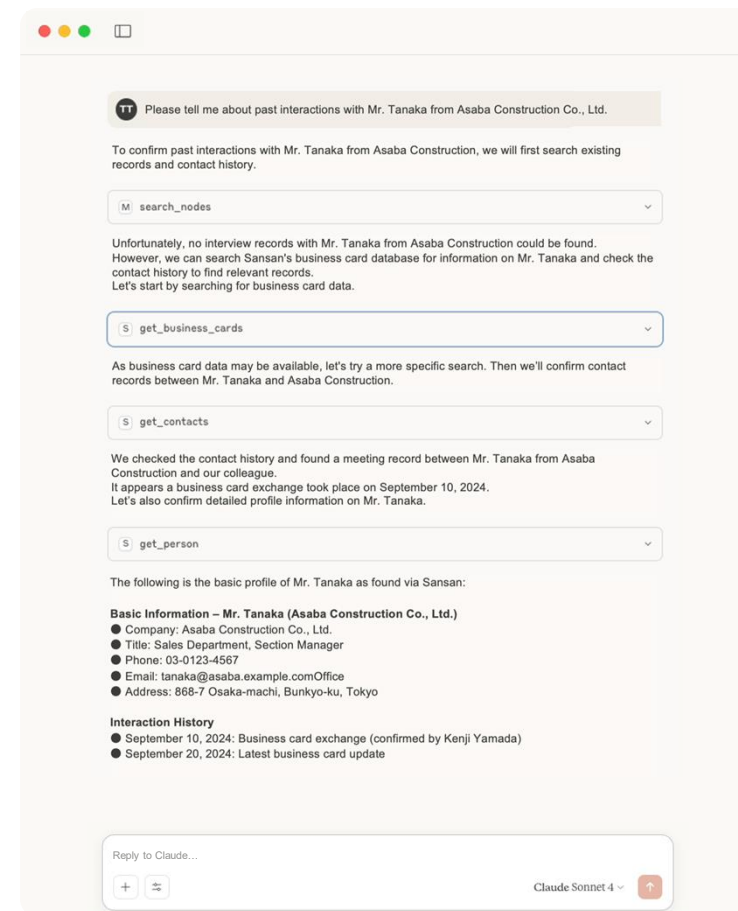 TT Please tell me about past interactions with Mr. Tanaka from Asaba Construction Co., Ltd.
To confirm past interactions with Mr. Tanaka from Asaba Construction, we will first search existing
records and contact history.
M search_nodes
Unfortunately, no interview records with Mr. Tanaka from Asaba Construction could be found.
However, we can search Sansan's business card database for information on Mr. Tanaka and check the
contact history to find relevant records.
Let's start by searching for business card data.
S get_business_cards
As business card data may be available, let's try a more specific search. Then we'll confirm contact
records between Mr. Tanaka and Asaba Construction.
S get_contacts
We checked the contact history and found a meeting record between Mr. Tanaka from Asaba
Construction and our colleague.
It appears a business card exchange took place on September 10, 2024.
Let's also confirm detailed profile information on Mr. Tanaka.
S get_person
The following is the basic profile of Mr. Tanaka as found via Sansan:
Basic Information – Mr. Tanaka (Asaba Construction Co., Ltd.)
● Company: Asaba Construction Co., Ltd.
● Title: Sales Department, Section Manager
● Phone: 03-0123-4567
● Email: tanaka@asaba.example.comOffice
● Address: 868-7 Osaka-machi, Bunkyo-ku, Tokyo
Interaction History
● September 10, 2024: Business card exchange (confirmed by Kenji Yamada)
● September 20, 2024: Latest business card update
Reply to Claude...
Claude Sonnet 4